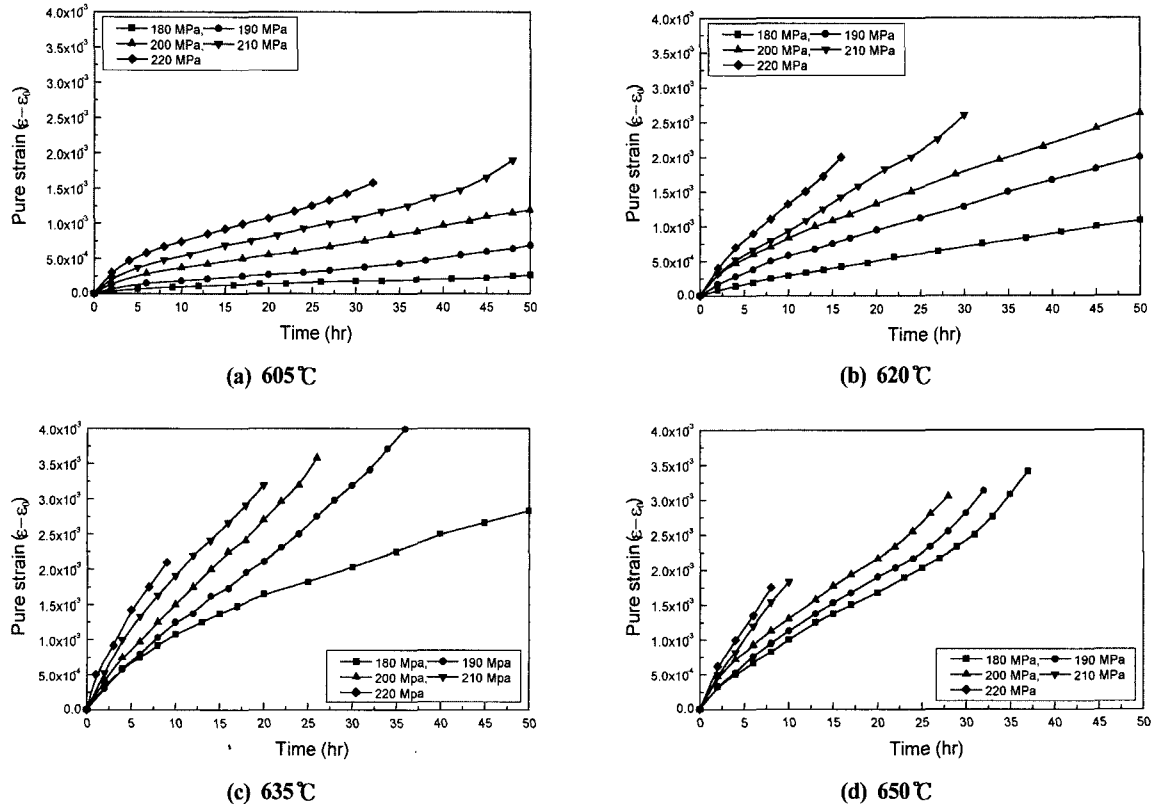 180 MPa, 190 MPa
200 MPa, 210 MPa
220 MPa
4.0x10³
3.5x10³
3.0x10³
2.5x10³
2.0x10³
1.5x10³
1.0x10³
5.0x10⁴
0.0
Pure strain (ε−ε₀)
0 5 10 15 20 25 30 35 40 45 50
Time (hr)
(a) 605℃
180 MPa, 190 MPa
200 MPa, 210 MPa
220 MPa
4.0x10³
3.5x10³
3.0x10³
2.5x10³
2.0x10³
1.5x10³
1.0x10³
5.0x10⁴
0.0
Pure strain (ε−ε₀)
0 5 10 15 20 25 30 35 40 45 50
Time (hr)
(b) 620℃
4.0x10³
3.5x10³
3.0x10³
2.5x10³
2.0x10³
1.5x10³
1.0x10³
5.0x10⁴
0.0
Pure strain (ε−ε₀)
180 Mpa, 190 Mpa
200 Mpa, 210 Mpa
220 Mpa
0 5 10 15 20 25 30 35 40 45 50
Time (hr)
(c) 635℃
4.0x10³
3.5x10³
3.0x10³
2.5x10³
2.0x10³
1.5x10³
1.0x10³
5.0x10⁴
0.0
Pure strain (ε−ε₀)
180 MPa, 190 MPa
200 MPa, 210 MPa
220 MPa
0 5 10 15 20 25 30 35 40 45 50
Time (hr)
(d) 650℃